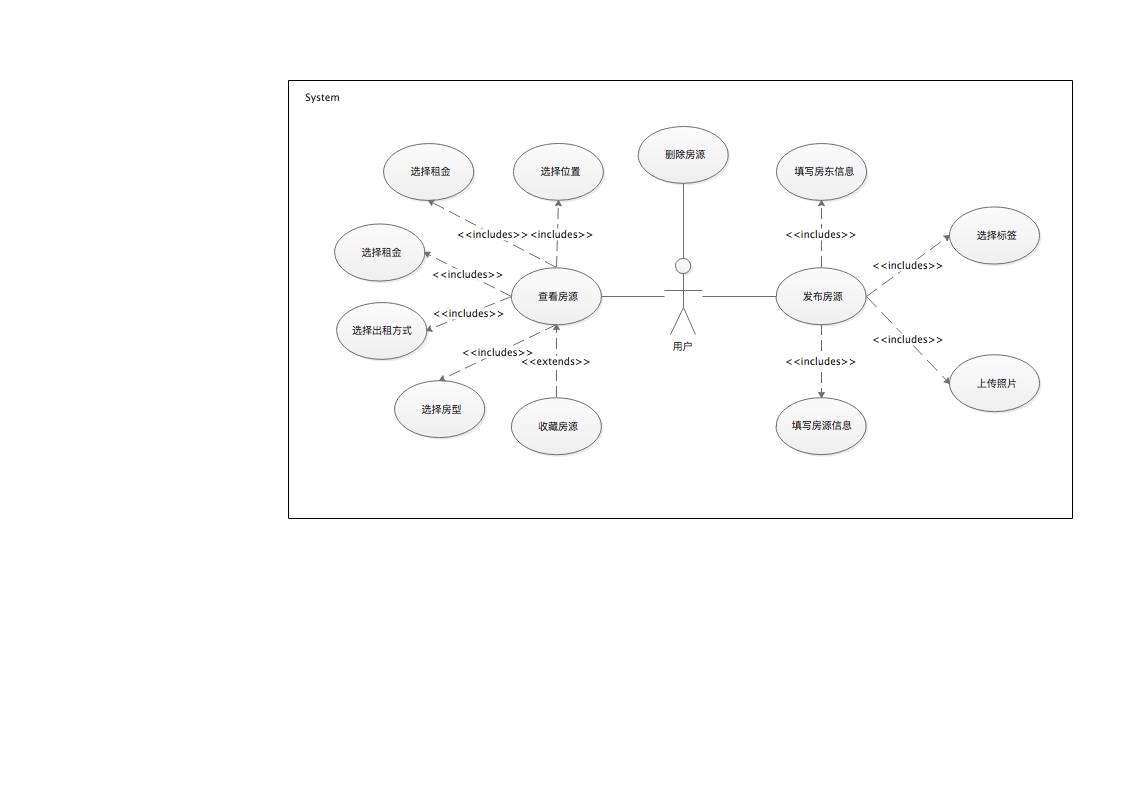 System
选择租金
选择位置
删除房源
填写房东信息
<<includes>>
<<includes>>
<<includes>>
选择标签
选择租金
<<includes>>
<<includes>>
查看房源
发布房源
选择出租方式
<<includes>>
用户
<<includes>>
<<includes>>
<<extends>>
<<includes>>
上传照片
选择房型
收藏房源
填写房源信息